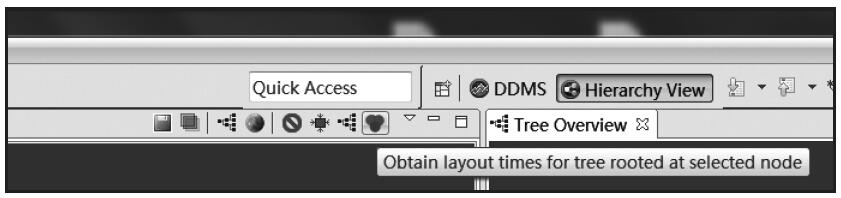 Quick Access DDMS Hierarchy View
Tree Overview
Obtain layout times for tree rooted at selected node